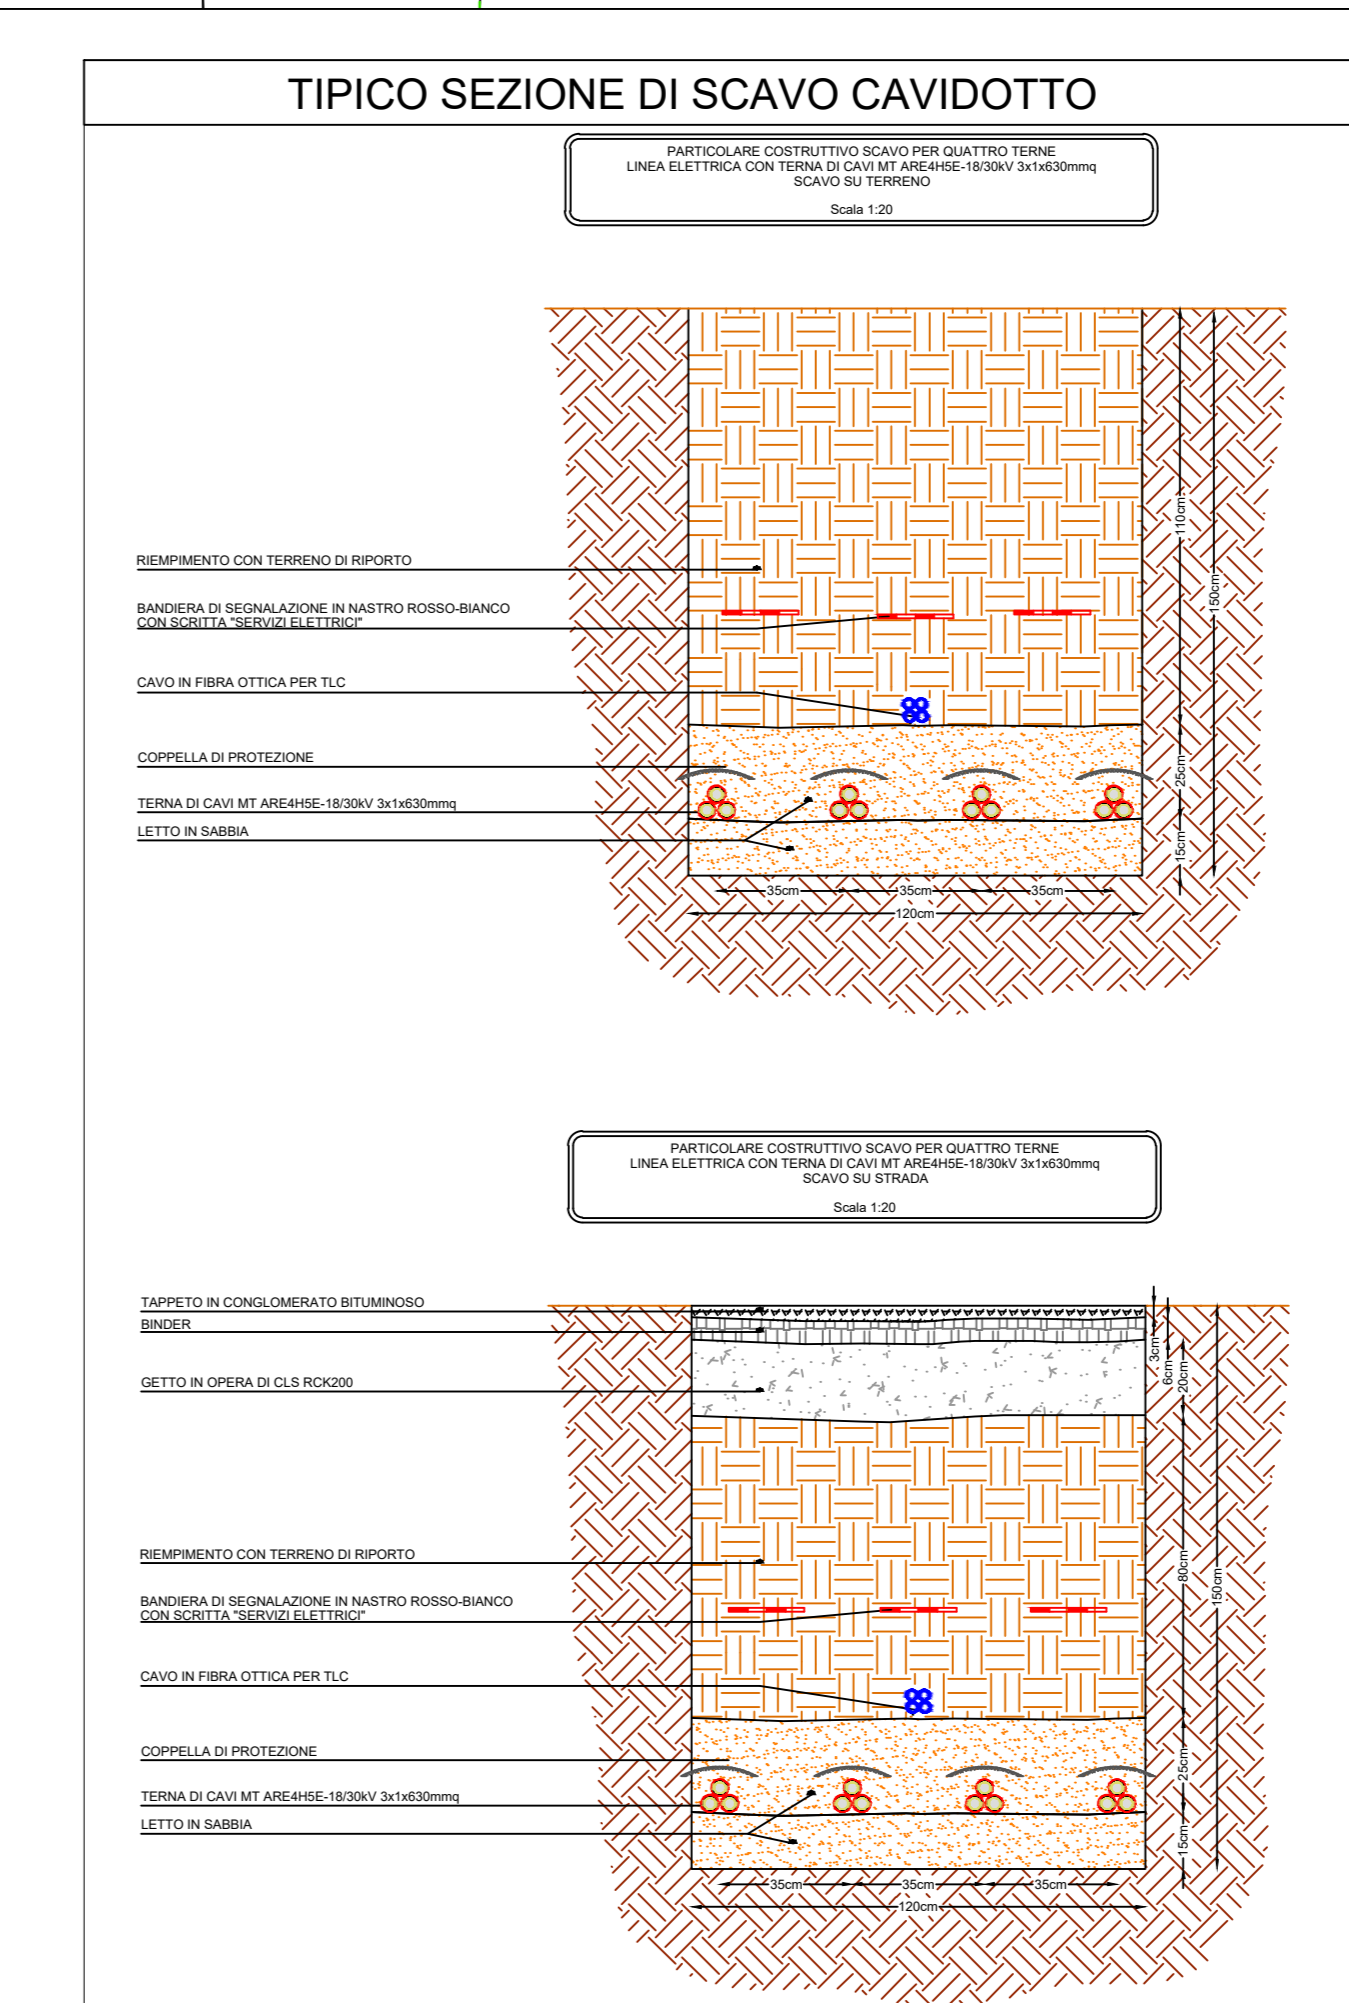 TIPICO SEZIONE DI SCAVO CAVIDOTTO
PARTICOLARE COSTRUTTIVO SCAVO PER QUATTRO TERNE
LINEA ELETTRICA CON TERNA DI CAVI MT ARE4H5E-18/30kV 3x1x630mmq
SCAVO SU TERRENO
Scala 1:20
RIEMPIMENTO CON TERRENO DI RIPORTO
BANDIERA DI SEGNALAZIONE IN NASTRO ROSSO-BIANCO
CON SCRITTA "SERVIZI ELETTRICI"
CAVO IN FIBRA OTTICA PER TLC
COPPELLA DI PROTEZIONE
TERNA DI CAVI MT ARE4H5E-18/30kV 3x1x630mmq
LETTO IN SABBIA
110cm
150cm
25cm
15cm
35cm
35cm
35cm
120cm
PARTICOLARE COSTRUTTIVO SCAVO PER QUATTRO TERNE
LINEA ELETTRICA CON TERNA DI CAVI MT ARE4H5E-18/30kV 3x1x630mmq
SCAVO SU STRADA
Scala 1:20
TAPPETO IN CONGLOMERATO BITUMINOSO
BINDER
GETTO IN OPERA DI CLS RCK200
RIEMPIMENTO CON TERRENO DI RIPORTO
BANDIERA DI SEGNALAZIONE IN NASTRO ROSSO-BIANCO
CON SCRITTA "SERVIZI ELETTRICI"
CAVO IN FIBRA OTTICA PER TLC
COPPELLA DI PROTEZIONE
TERNA DI CAVI MT ARE4H5E-18/30kV 3x1x630mmq
LETTO IN SABBIA
3cm
6cm
20cm
80cm
150cm
25cm
15cm
35cm
35cm
35cm
120cm